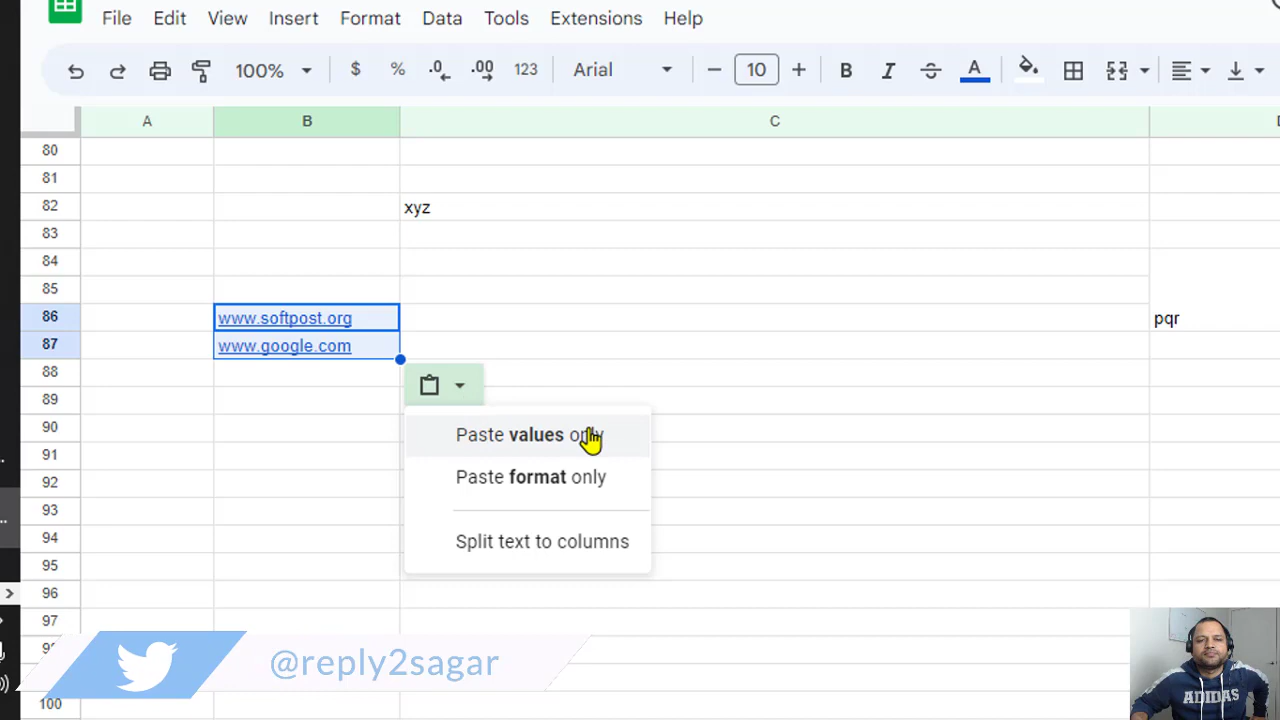 File Edit View Insert Format Data Tools Extensions Help
100% $ % .0 .00 123 Arial 10 B I S A
A B C
80
81
82 xyz
83
84
85
86 www.softpost.org pqr
87 www.google.com
88
89
90 Paste values only
91
92 Paste format only
93
94 Split text to columns
95
96
97
@reply2sagar
100
ADIDAS